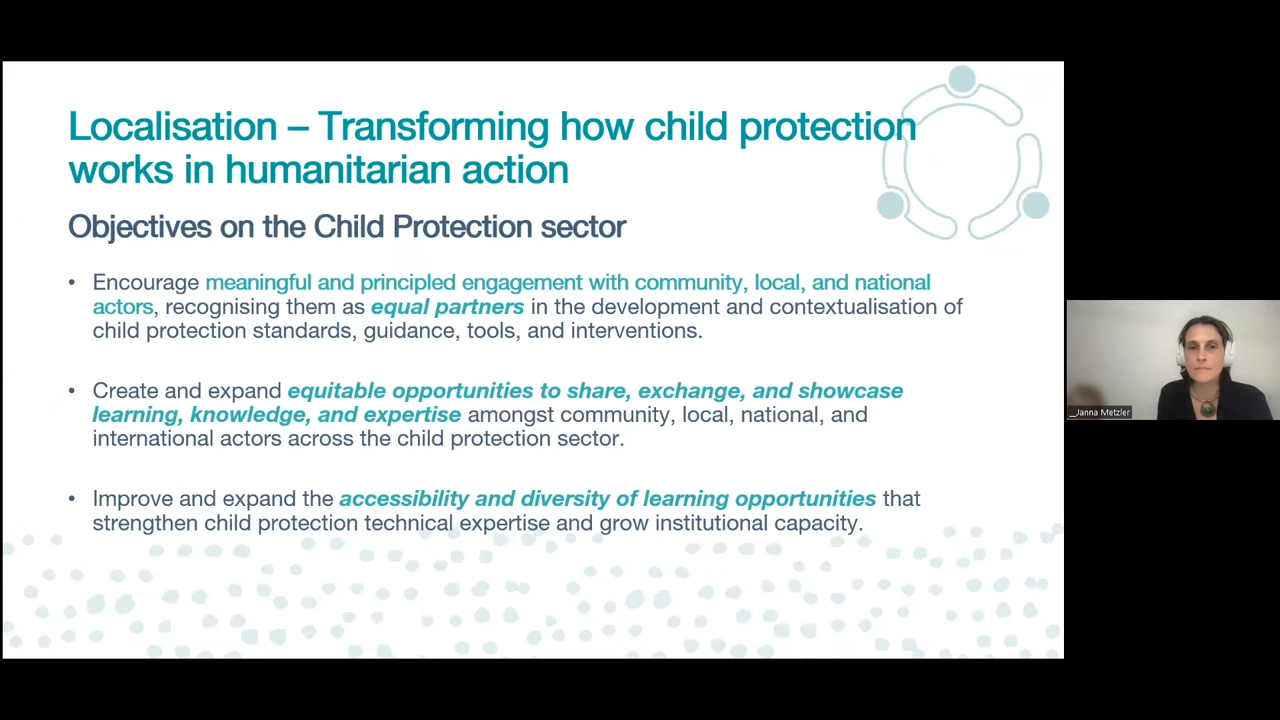 Localisation – Transforming how child protection
works in humanitarian action
Objectives on the Child Protection sector
• Encourage meaningful and principled engagement with community, local, and national
actors, recognising them as equal partners in the development and contextualisation of
child protection standards, guidance, tools, and interventions.
• Create and expand equitable opportunities to share, exchange, and showcase
learning, knowledge, and expertise amongst community, local, national, and
international actors across the child protection sector.
• Improve and expand the accessibility and diversity of learning opportunities that
strengthen child protection technical expertise and grow institutional capacity.
__Janna Metzler